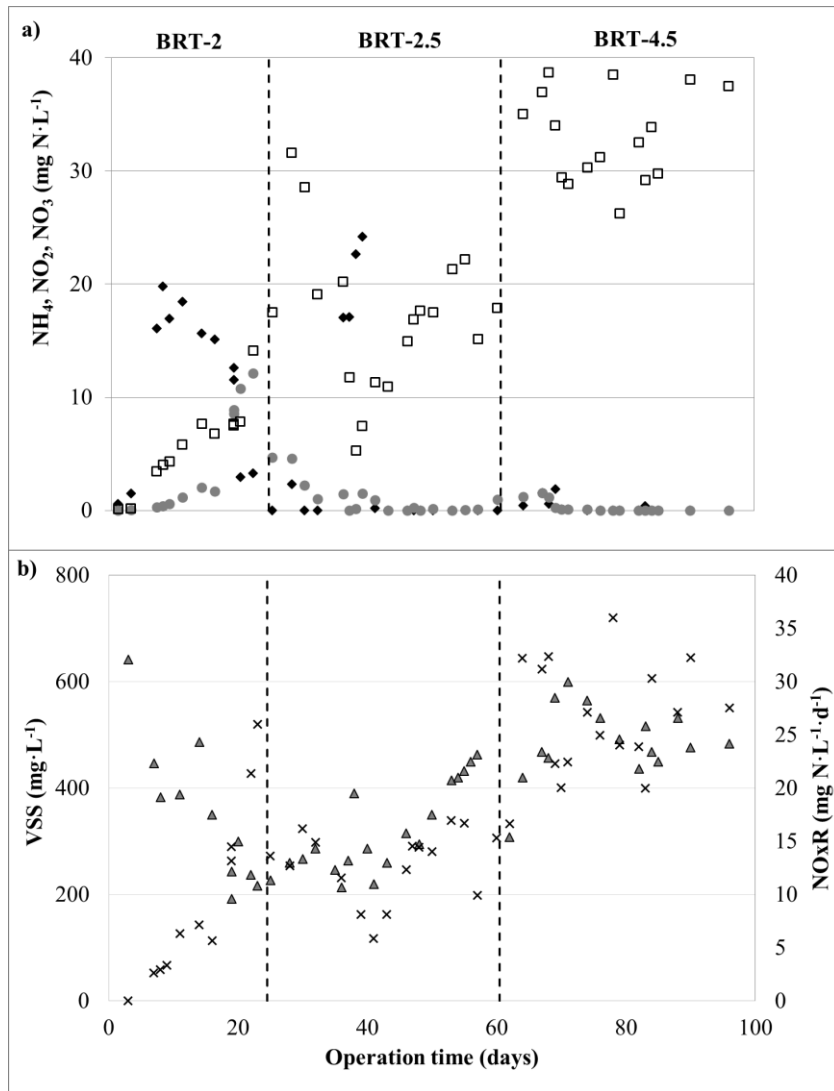 a)
BRT-2 BRT-2.5 BRT-4.5
NH₄, NO₂, NO₃ (mg N·L⁻¹)
40
30
20
10
0
b)
VSS (mg·L⁻¹)
800
600
400
200
0
NOxR (mg N·L⁻¹·d⁻¹)
40
35
30
25
20
15
10
5
0
0 20 40 60 80 100
Operation time (days)